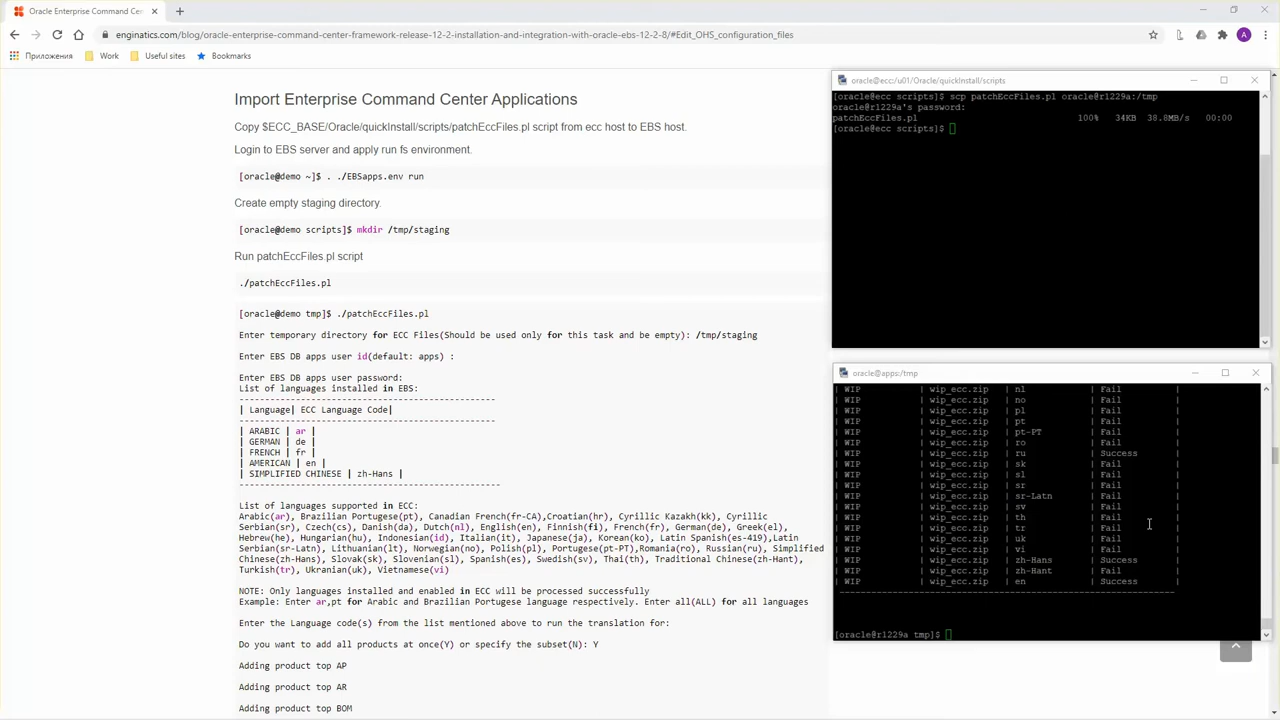 Oracle Enterprise Command Center
enginatics.com/blog/oracle-enterprise-command-center-framework-release-12-2-installation-and-integration-with-oracle-ebs-12-2-8/#Edit_OHS_configuration_files
A
Приложения
Work
Useful sites
Bookmarks
Import Enterprise Command Center Applications
Copy $ECC_BASE/Oracle/quickInstall/scripts/patchEccFiles.pl script from ecc host to EBS host.
Login to EBS server and apply run fs environment.
[oracle@demo ~]$ . ./EBSapps.env run
Create empty staging directory.
[oracle@demo scripts]$ mkdir /tmp/staging
Run patchEccFiles.pl script
./patchEccFiles.pl
[oracle@demo tmp]$ ./patchEccFiles.pl
Enter temporary directory for ECC Files(Should be used only for this task and be empty): /tmp/staging
Enter EBS DB apps user id(default: apps) :
Enter EBS DB apps user password:
List of languages installed in EBS:
------------------------------------------------
| Language| ECC Language Code|
------------------------------------------------
| ARABIC | ar |
| GERMAN | de |
| FRENCH | fr |
| AMERICAN | en |
| SIMPLIFIED CHINESE | zh-Hans |
-------------------------------------------------
List of languages supported in ECC:
Arabic(ar), Brazilian Portugese(pt), Canadian French(fr-CA),Croatian(hr), Cyrillic Kazakh(kk), Cyrillic
Serbian(sr), Czech(cs), Danish(da), Dutch(nl), English(en), Finnish(fi), French(fr), German(de), Greek(el),
Hebrew(he), Hungarian(hu), Indonesian(id), Italian(it), Japanese(ja), Korean(ko), Latin Spanish(es-419),Latin
Serbian(sr-Latn), Lithuanian(lt), Norwegian(no), Polish(pl), Portugese(pt-PT),Romania(ro), Russian(ru), Simplified
Chinese(zh-Hans), Slovak(sk), Slovenian(sl), Spanish(es), Swedish(sv), Thai(th), Traditional Chinese(zh-Hant),
Turkish(tr), Ukranian(uk), Vietnamese(vi)
NOTE: Only languages installed and enabled in ECC will be processed successfully
Example: Enter ar,pt for Arabic and Brazilian Portugese language respectively. Enter all(ALL) for all languages
Enter the Language code(s) from the list mentioned above to run the translation for:
Do you want to add all products at once(Y) or specify the subset(N): Y
Adding product top AP
Adding product top AR
Adding product top BOM
oracle@ecc:/u01/Oracle/quickInstall/scripts
[oracle@ecc scripts]$ scp patchEccFiles.pl oracle@r1229a:/tmp
oracle@r1229a's password:
patchEccFiles.pl 100% 34KB 38.8MB/s 00:00
[oracle@ecc scripts]$
oracle@apps:/tmp
| WIP | wip_ecc.zip | nl | Fail |
| WIP | wip_ecc.zip | no | Fail |
| WIP | wip_ecc.zip | pl | Fail |
| WIP | wip_ecc.zip | pt | Fail |
| WIP | wip_ecc.zip | pt-PT | Fail |
| WIP | wip_ecc.zip | ro | Fail |
| WIP | wip_ecc.zip | ru | Success |
| WIP | wip_ecc.zip | sk | Fail |
| WIP | wip_ecc.zip | sl | Fail |
| WIP | wip_ecc.zip | sr | Fail |
| WIP | wip_ecc.zip | sr-Latn | Fail |
| WIP | wip_ecc.zip | sv | Fail |
| WIP | wip_ecc.zip | th | Fail |
| WIP | wip_ecc.zip | tr | Fail |
| WIP | wip_ecc.zip | uk | Fail |
| WIP | wip_ecc.zip | vi | Fail |
| WIP | wip_ecc.zip | zh-Hans | Success |
| WIP | wip_ecc.zip | zh-Hant | Fail |
| WIP | wip_ecc.zip | en | Success |
---------------------------------------------------------------
[oracle@r1229a tmp]$